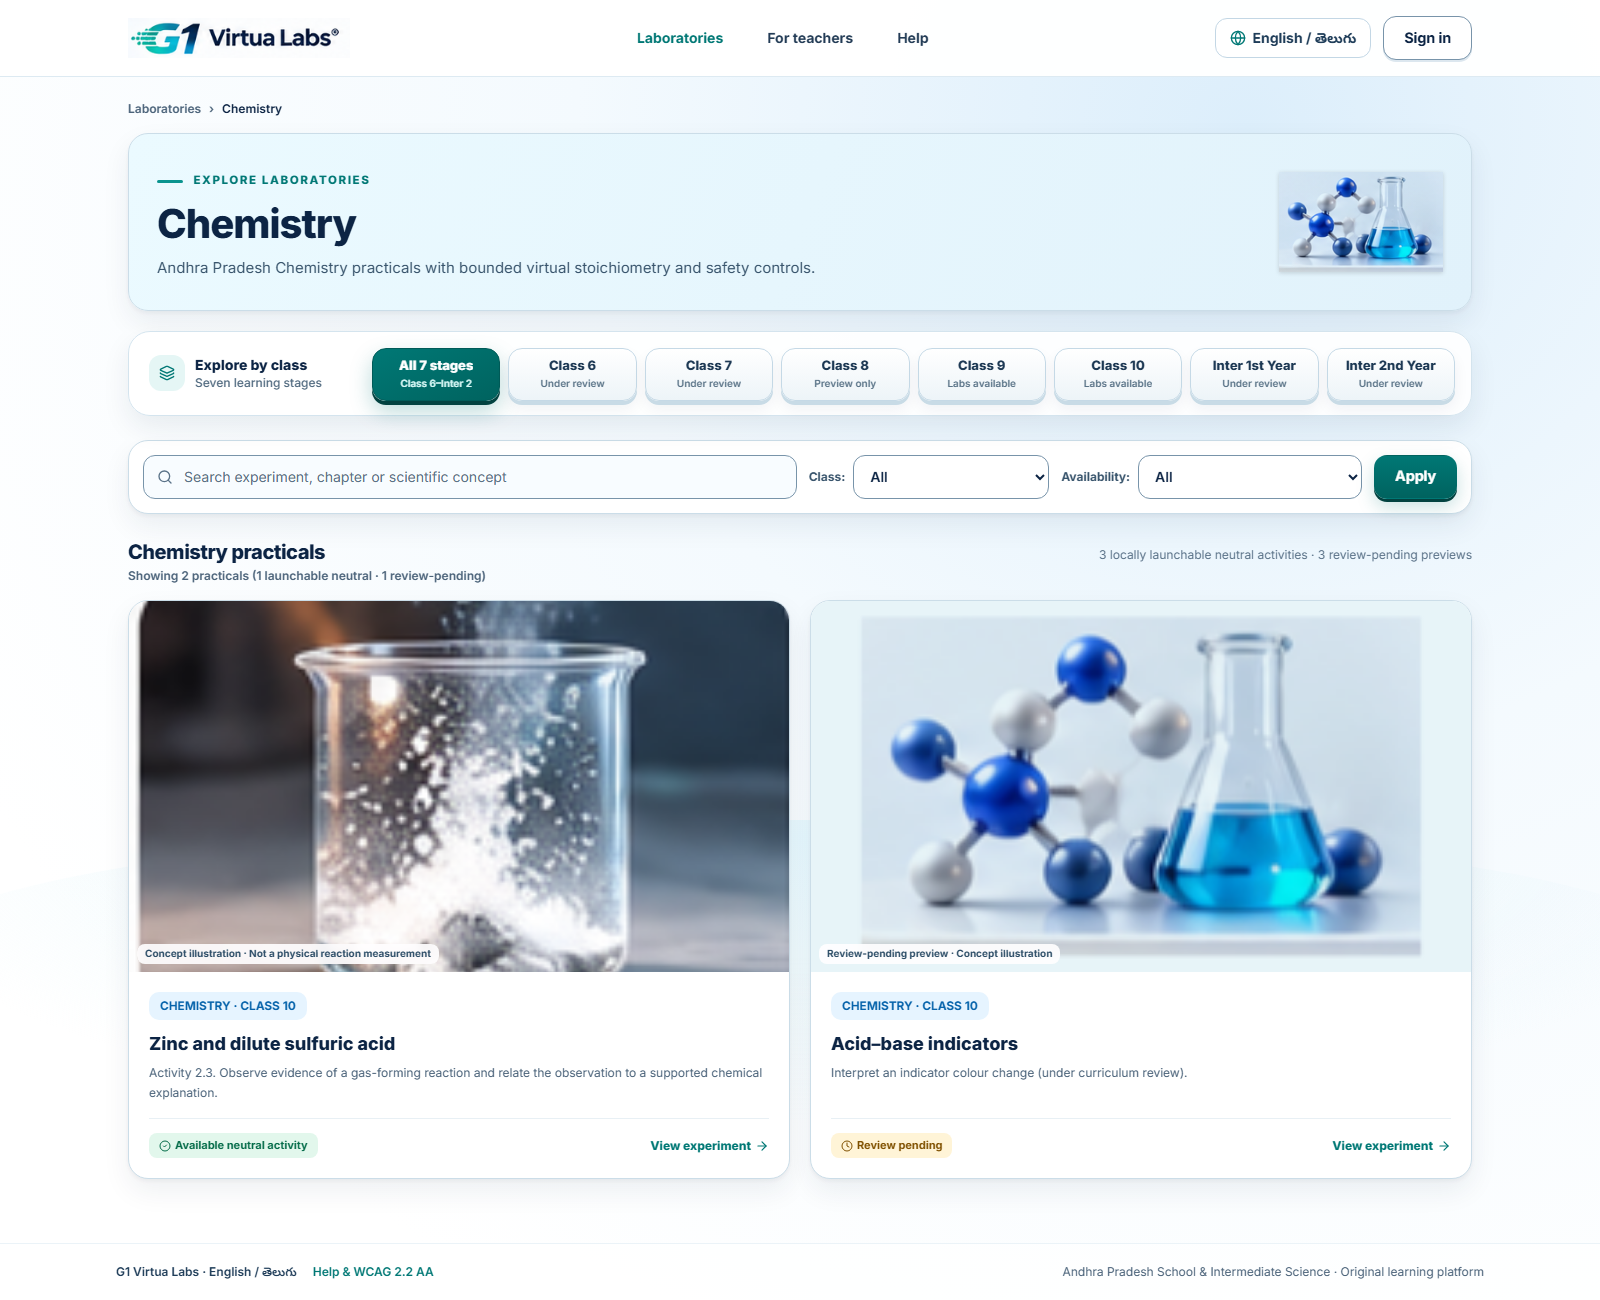 G1 Virtua Labs®
Laboratories
For teachers
Help
English / తెలుగు
Sign in
Laboratories › Chemistry
EXPLORE LABORATORIES
Chemistry
Andhra Pradesh Chemistry practicals with bounded virtual stoichiometry and safety controls.
Explore by class
Seven learning stages
All 7 stages
Class 6–Inter 2
Class 6
Under review
Class 7
Under review
Class 8
Preview only
Class 9
Labs available
Class 10
Labs available
Inter 1st Year
Under review
Inter 2nd Year
Under review
Search experiment, chapter or scientific concept
Class:
All
Availability:
All
Apply
Chemistry practicals
Showing 2 practicals (1 launchable neutral · 1 review-pending)
3 locally launchable neutral activities · 3 review-pending previews
Concept illustration · Not a physical reaction measurement
CHEMISTRY · CLASS 10
Zinc and dilute sulfuric acid
Activity 2.3. Observe evidence of a gas-forming reaction and relate the observation to a supported chemical
explanation.
Available neutral activity
View experiment →
Review-pending preview · Concept illustration
CHEMISTRY · CLASS 10
Acid–base indicators
Interpret an indicator colour change (under curriculum review).
Review pending
View experiment →
G1 Virtua Labs · English / తెలుగు
Help & WCAG 2.2 AA
Andhra Pradesh School & Intermediate Science · Original learning platform